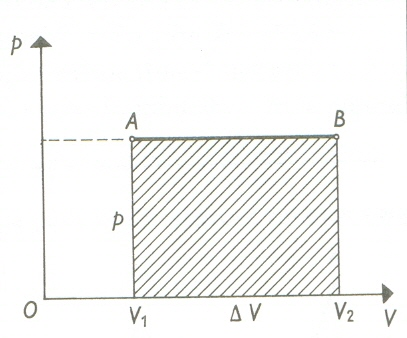 p
A B
p
O V₁ ΔV V₂ V